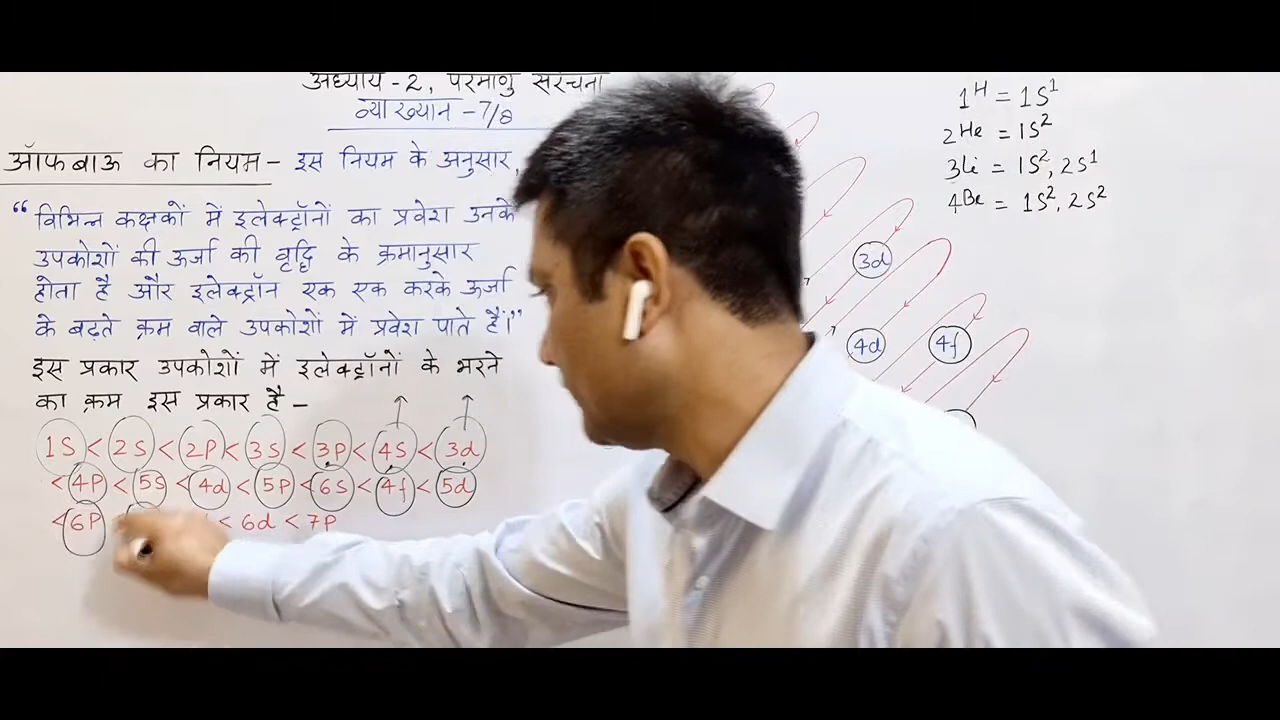 अध्याय-2, परमाणु संरचना
व्याख्यान-7/8
ऑफबाऊ का नियम- इस नियम के अनुसार,
“विभिन्न कक्षकों में इलेक्ट्रॉनों का प्रवेश उनके
उपकोशों की ऊर्जा की वृद्धि के क्रमानुसार
होता है और इलेक्ट्रॉन एक एक करके ऊर्जा
के बढ़ते क्रम वाले उपकोशों में प्रवेश पाते हैं।”
इस प्रकार उपकोशों में इलेक्ट्रॉनों के भरने
का क्रम इस प्रकार है-
1S < 2S < 2P < 3S < 3P < 4S < 3d
< 4P < 5S < 4d < 5P < 6S < 4f < 5d
< 6P < 6d < 7P
3d
4d 4f
1H = 1S¹
2He = 1S²
3Li = 1S², 2S¹
4Be = 1S², 2S²